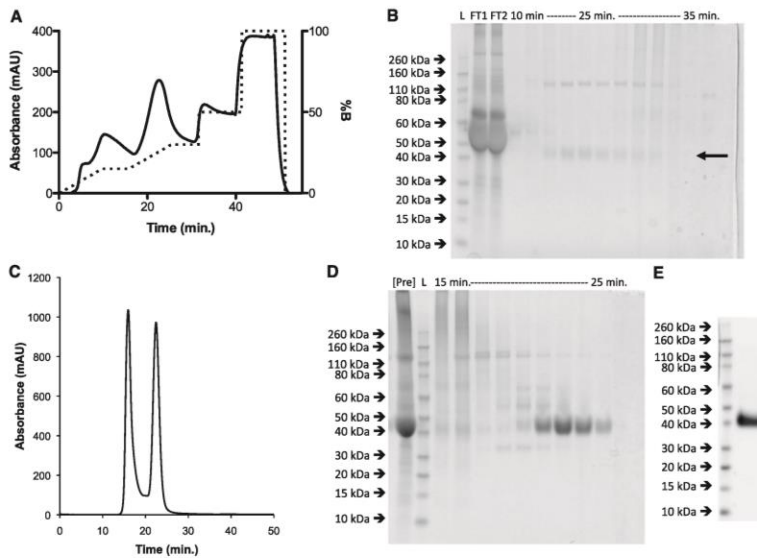 A
Absorbance (mAU)
400
300
200
100
0
100
50
0
%B
0
20
40
Time (min.)
B
L FT1 FT2 10 min -------- 25 min. ---------------- 35 min.
260 kDa➔
160 kDa➔
110 kDa➔
80 kDa➔
60 kDa➔
50 kDa➔
40 kDa➔
30 kDa➔
20 kDa➔
15 kDa➔
10 kDa➔
C
Absorbance (mAU)
1200
1000
800
600
400
200
0
0
10
20
30
40
50
Time (min.)
D
[Pre] L 15 min.----------------------------- 25 min.
260 kDa➔
160 kDa➔
110 kDa➔
80 kDa➔
60 kDa➔
50 kDa➔
40 kDa➔
30 kDa➔
20 kDa➔
15 kDa➔
10 kDa➔
E
260 kDa➔
160 kDa➔
110 kDa➔
80 kDa➔
60 kDa➔
50 kDa➔
40 kDa➔
30 kDa➔
20 kDa➔
15 kDa➔
10 kDa➔